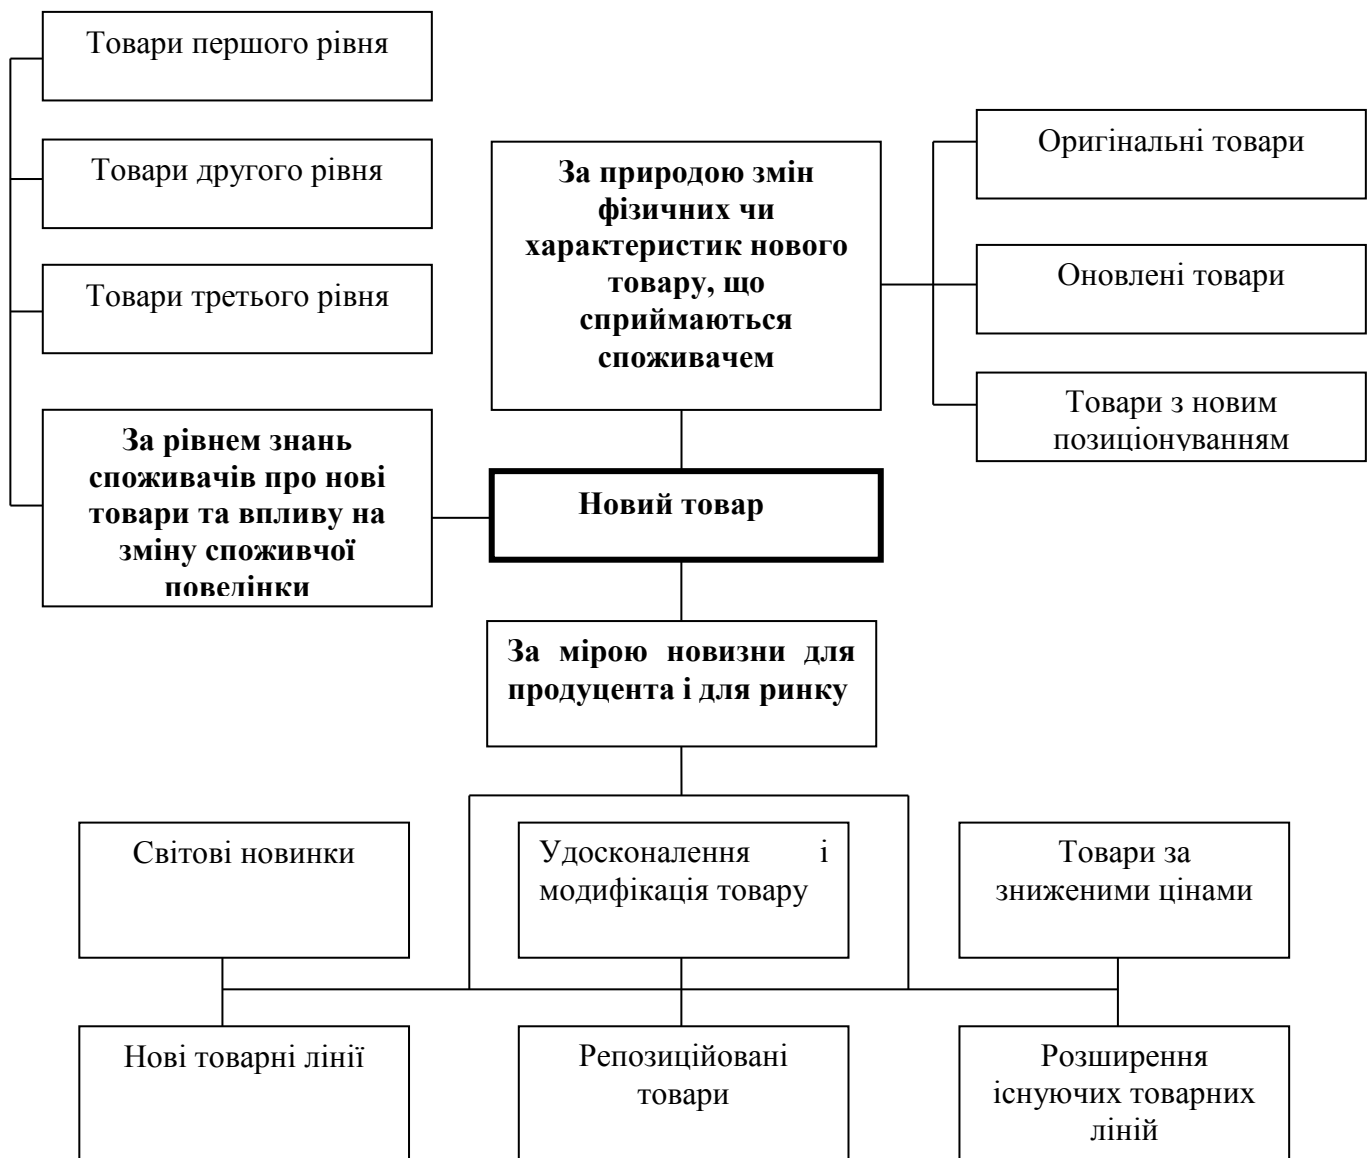 Товари першого рівня
Товари другого рівня
Товари третього рівня
За рівнем знань
споживачів про нові
товари та впливу на
зміну споживчої
поведінки
За природою змін
фізичних чи
характеристик нового
товару, що
сприймаються
споживачем
Оригінальні товари
Оновлені товари
Товари з новим
позиціонуванням
Новий товар
За мірою новизни для
продуцента і для ринку
Світові новинки
Удосконалення і
модифікація товару
Товари за
зниженими цінами
Нові товарні лінії
Репозиційовані
товари
Розширення
існуючих товарних
ліній